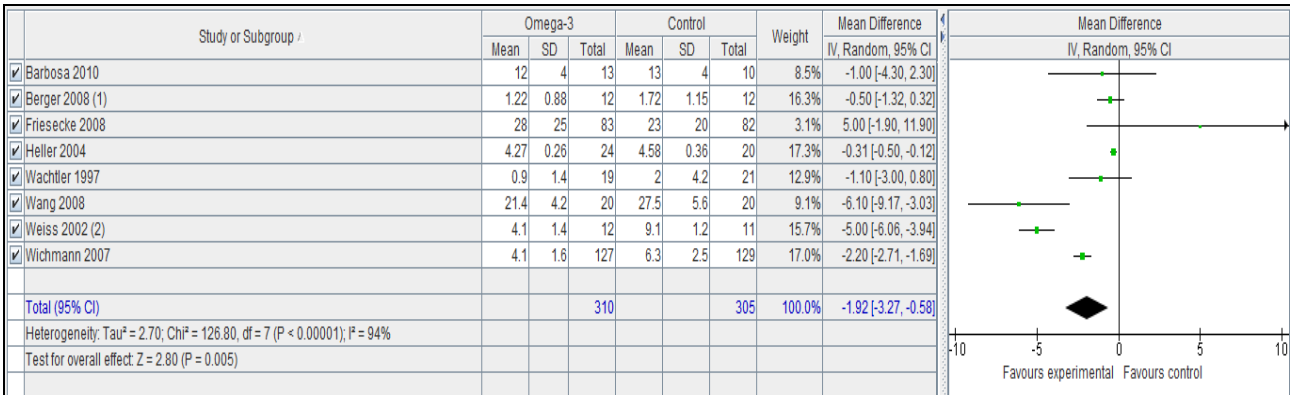 Study or Subgroup Omega-3 Control Weight Mean Difference Mean Difference
Mean SD Total Mean SD Total IV, Random, 95% CI IV, Random, 95% CI
Barbosa 2010 12 4 13 13 4 10 8.5% -1.00 [-4.30, 2.30]
Berger 2008 (1) 1.22 0.88 12 1.72 1.15 12 16.3% -0.50 [-1.32, 0.32]
Friesecke 2008 28 25 83 23 20 82 3.1% 5.00 [-1.90, 11.90]
Heller 2004 4.27 0.26 24 4.58 0.36 20 17.3% -0.31 [-0.50, -0.12]
Wachtler 1997 0.9 1.4 19 2 4.2 21 12.9% -1.10 [-3.00, 0.80]
Wang 2008 21.4 4.2 20 27.5 5.6 20 9.1% -6.10 [-9.17, -3.03]
Weiss 2002 (2) 4.1 1.4 12 9.1 1.2 11 15.7% -5.00 [-6.06, -3.94]
Wichmann 2007 4.1 1.6 127 6.3 2.5 129 17.0% -2.20 [-2.71, -1.69]
Total (95% CI) 310 305 100.0% -1.92 [-3.27, -0.58]
Heterogeneity: Tau² = 2.70; Chi² = 126.80, df = 7 (P < 0.00001); I² = 94%
Test for overall effect: Z = 2.80 (P = 0.005)
-10 -5 0 5 10
Favours experimental Favours control